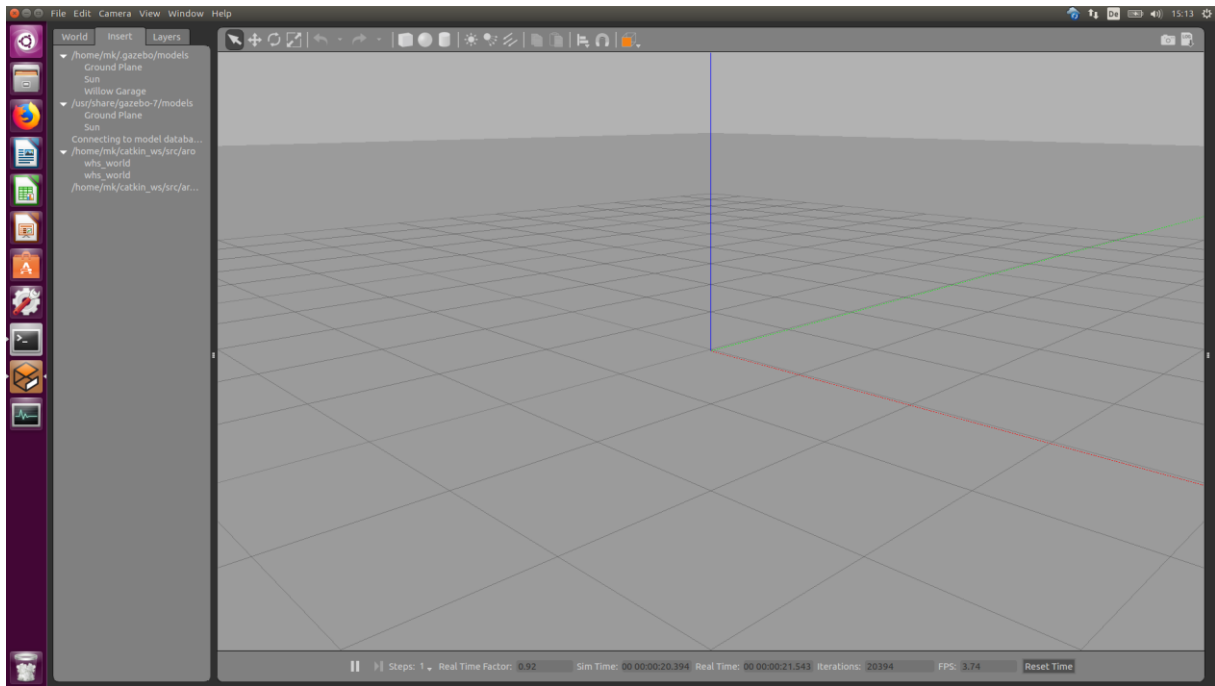 File Edit Camera View Window Help
De 15:13
World Insert Layers
/home/mk/.gazebo/models
Ground Plane
Sun
Willow Garage
/usr/share/gazebo-7/models
Ground Plane
Sun
Connecting to model databa...
/home/mk/catkin_ws/src/aro
whs_world
whs_world
/home/mk/catkin_ws/src/ar...
Steps: 1 Real Time Factor: 0.92 Sim Time: 00 00:00:20.394 Real Time: 00 00:00:21.543 Iterations: 20394 FPS: 3.74 Reset Time